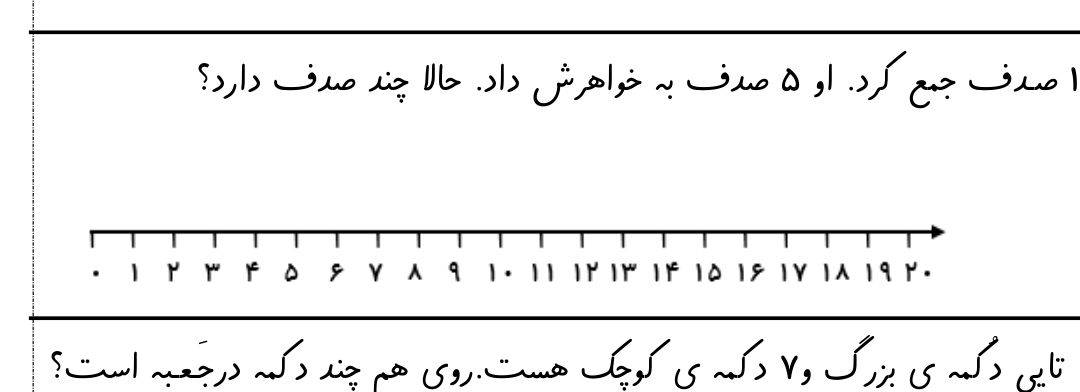 ۱ صدف جمع کرد. او ۵ صدف به خواهرش داد. حالا چند صدف دارد؟
۰ ۱ ۲ ۳ ۴ ۵ ۶ ۷ ۸ ۹ ۱۰ ۱۱ ۱۲ ۱۳ ۱۴ ۱۵ ۱۶ ۱۷ ۱۸ ۱۹ ۲۰
تایی دُکمه ی بزرگ و۷ دکمه ی کوچک هست.روی هم چند دکمه درجَعبه است؟